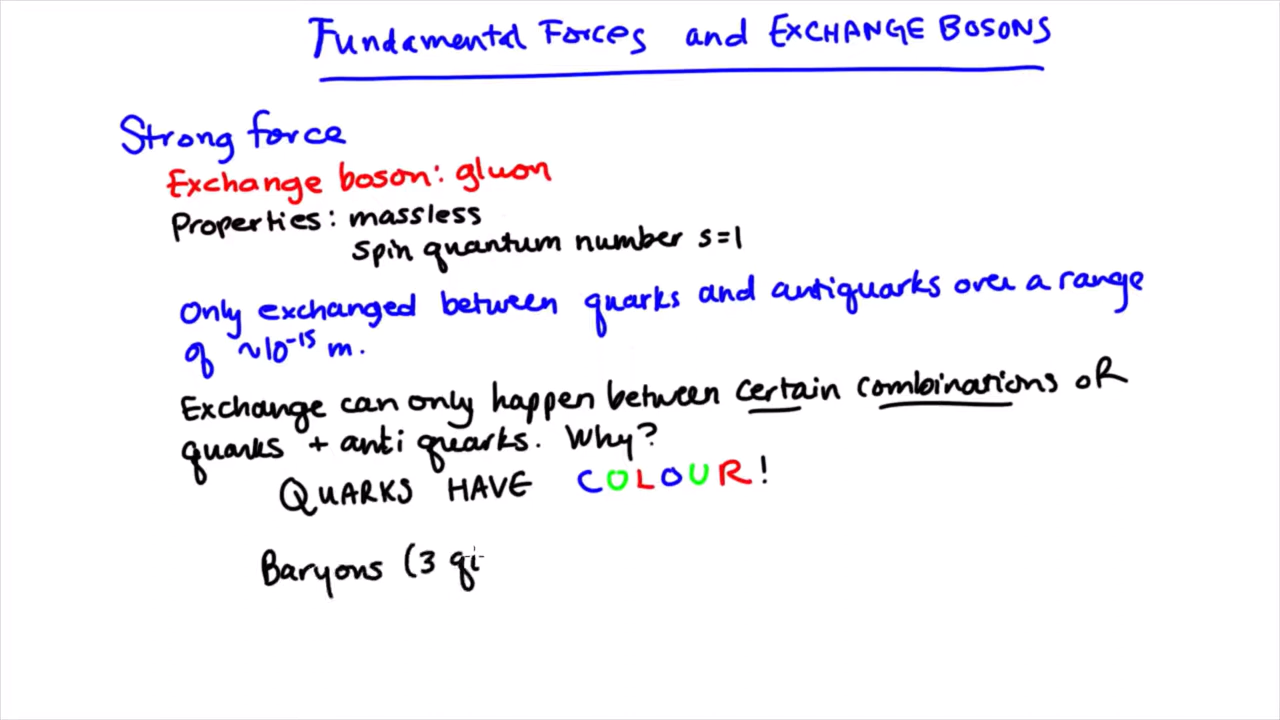 Fundamental Forces and EXCHANGE BOSONS
Strong force
Exchange boson: gluon
Properties: massless
spin quantum number s=1
Only exchanged between quarks and antiquarks over a range
of ~10⁻¹⁵ m.
Exchange can only happen between certain combinations oR
quarks + anti quarks. Why?
QUARKS HAVE COLOUR!
Baryons (3 qu